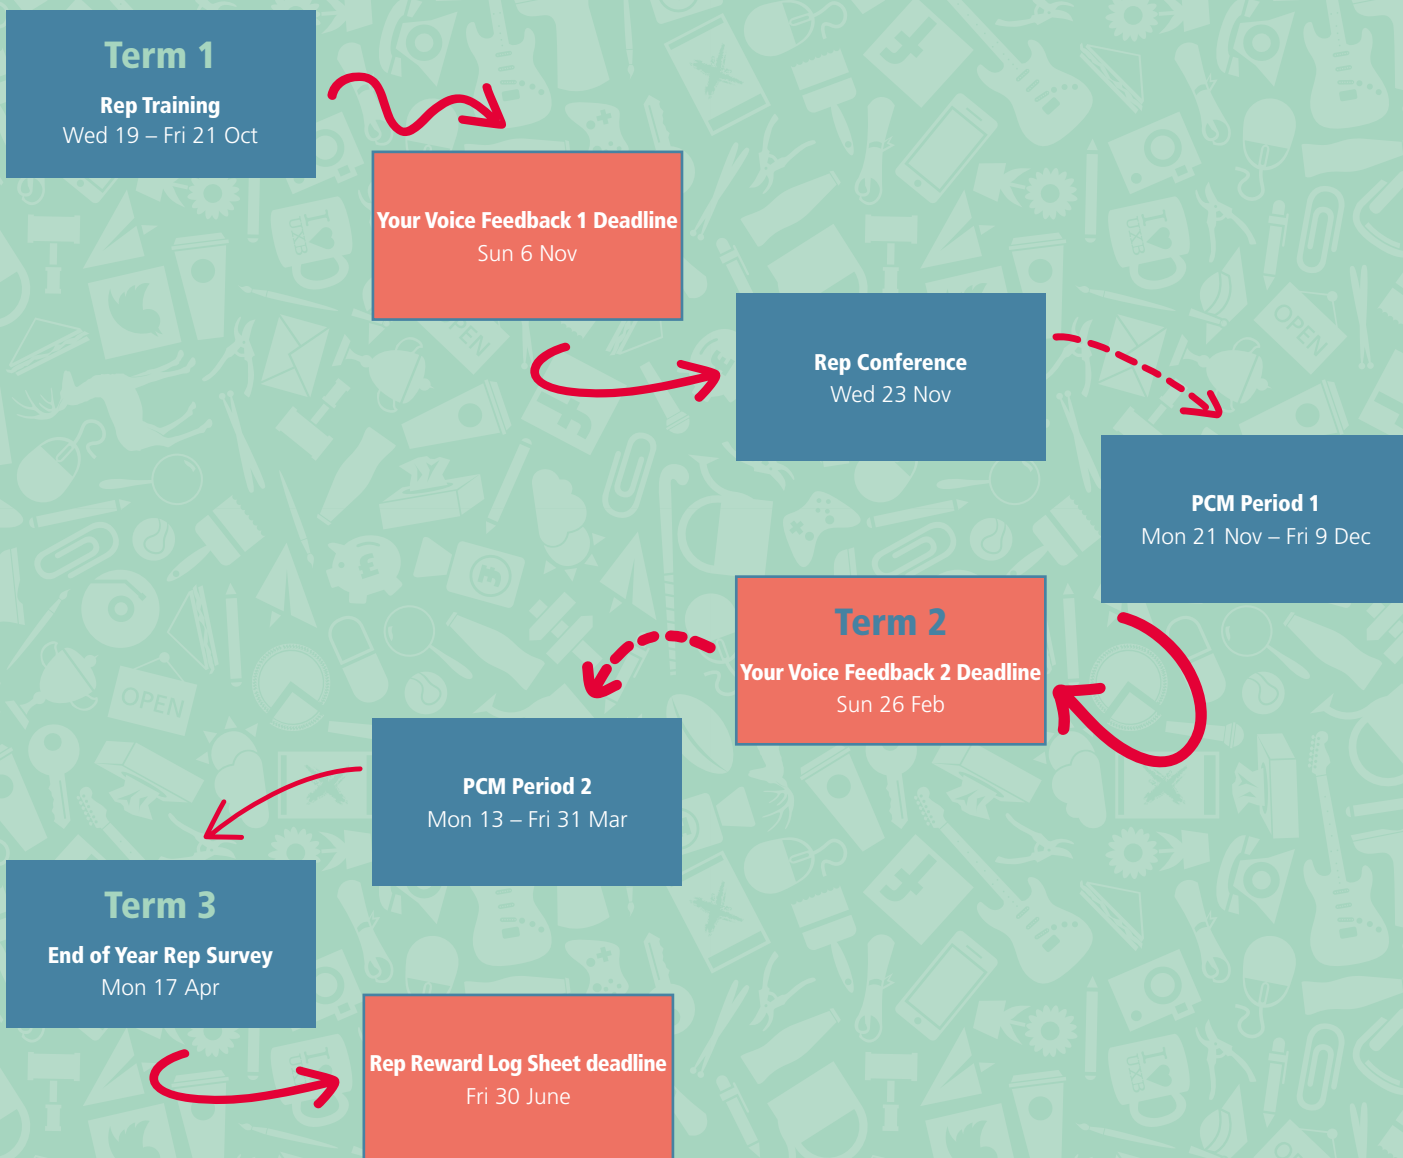 Term 1
Rep Training
Wed 19 – Fri 21 Oct
Your Voice Feedback 1 Deadline
Sun 6 Nov
Rep Conference
Wed 23 Nov
PCM Period 1
Mon 21 Nov – Fri 9 Dec
Term 2
Your Voice Feedback 2 Deadline
Sun 26 Feb
PCM Period 2
Mon 13 – Fri 31 Mar
Term 3
End of Year Rep Survey
Mon 17 Apr
Rep Reward Log Sheet deadline
Fri 30 June
OPEN
OPEN